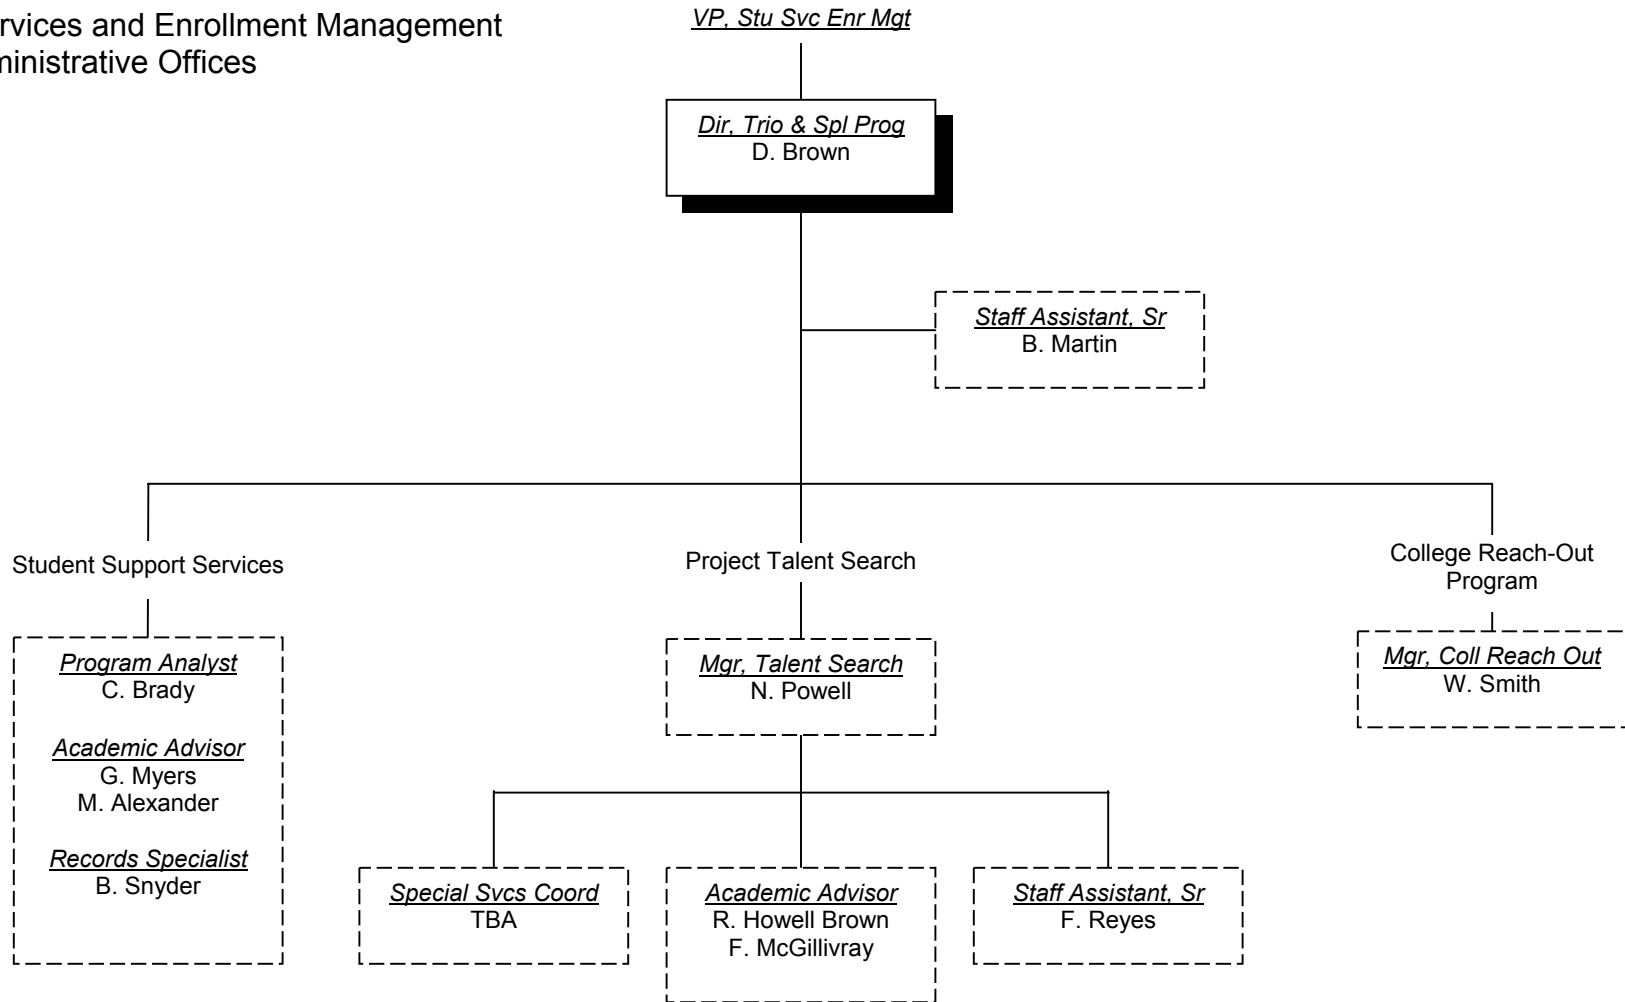 rvices and Enrollment Management
ministrative Offices
VP, Stu Svc Enr Mgt
Dir, Trio & Spl Prog
D. Brown
Staff Assistant, Sr
B. Martin
Student Support Services
Project Talent Search
College Reach-Out
Program
Program Analyst
C. Brady
Academic Advisor
G. Myers
M. Alexander
Records Specialist
B. Snyder
Mgr, Talent Search
N. Powell
Mgr, Coll Reach Out
W. Smith
Special Svcs Coord
TBA
Academic Advisor
R. Howell Brown
F. McGillivray
Staff Assistant, Sr
F. Reyes